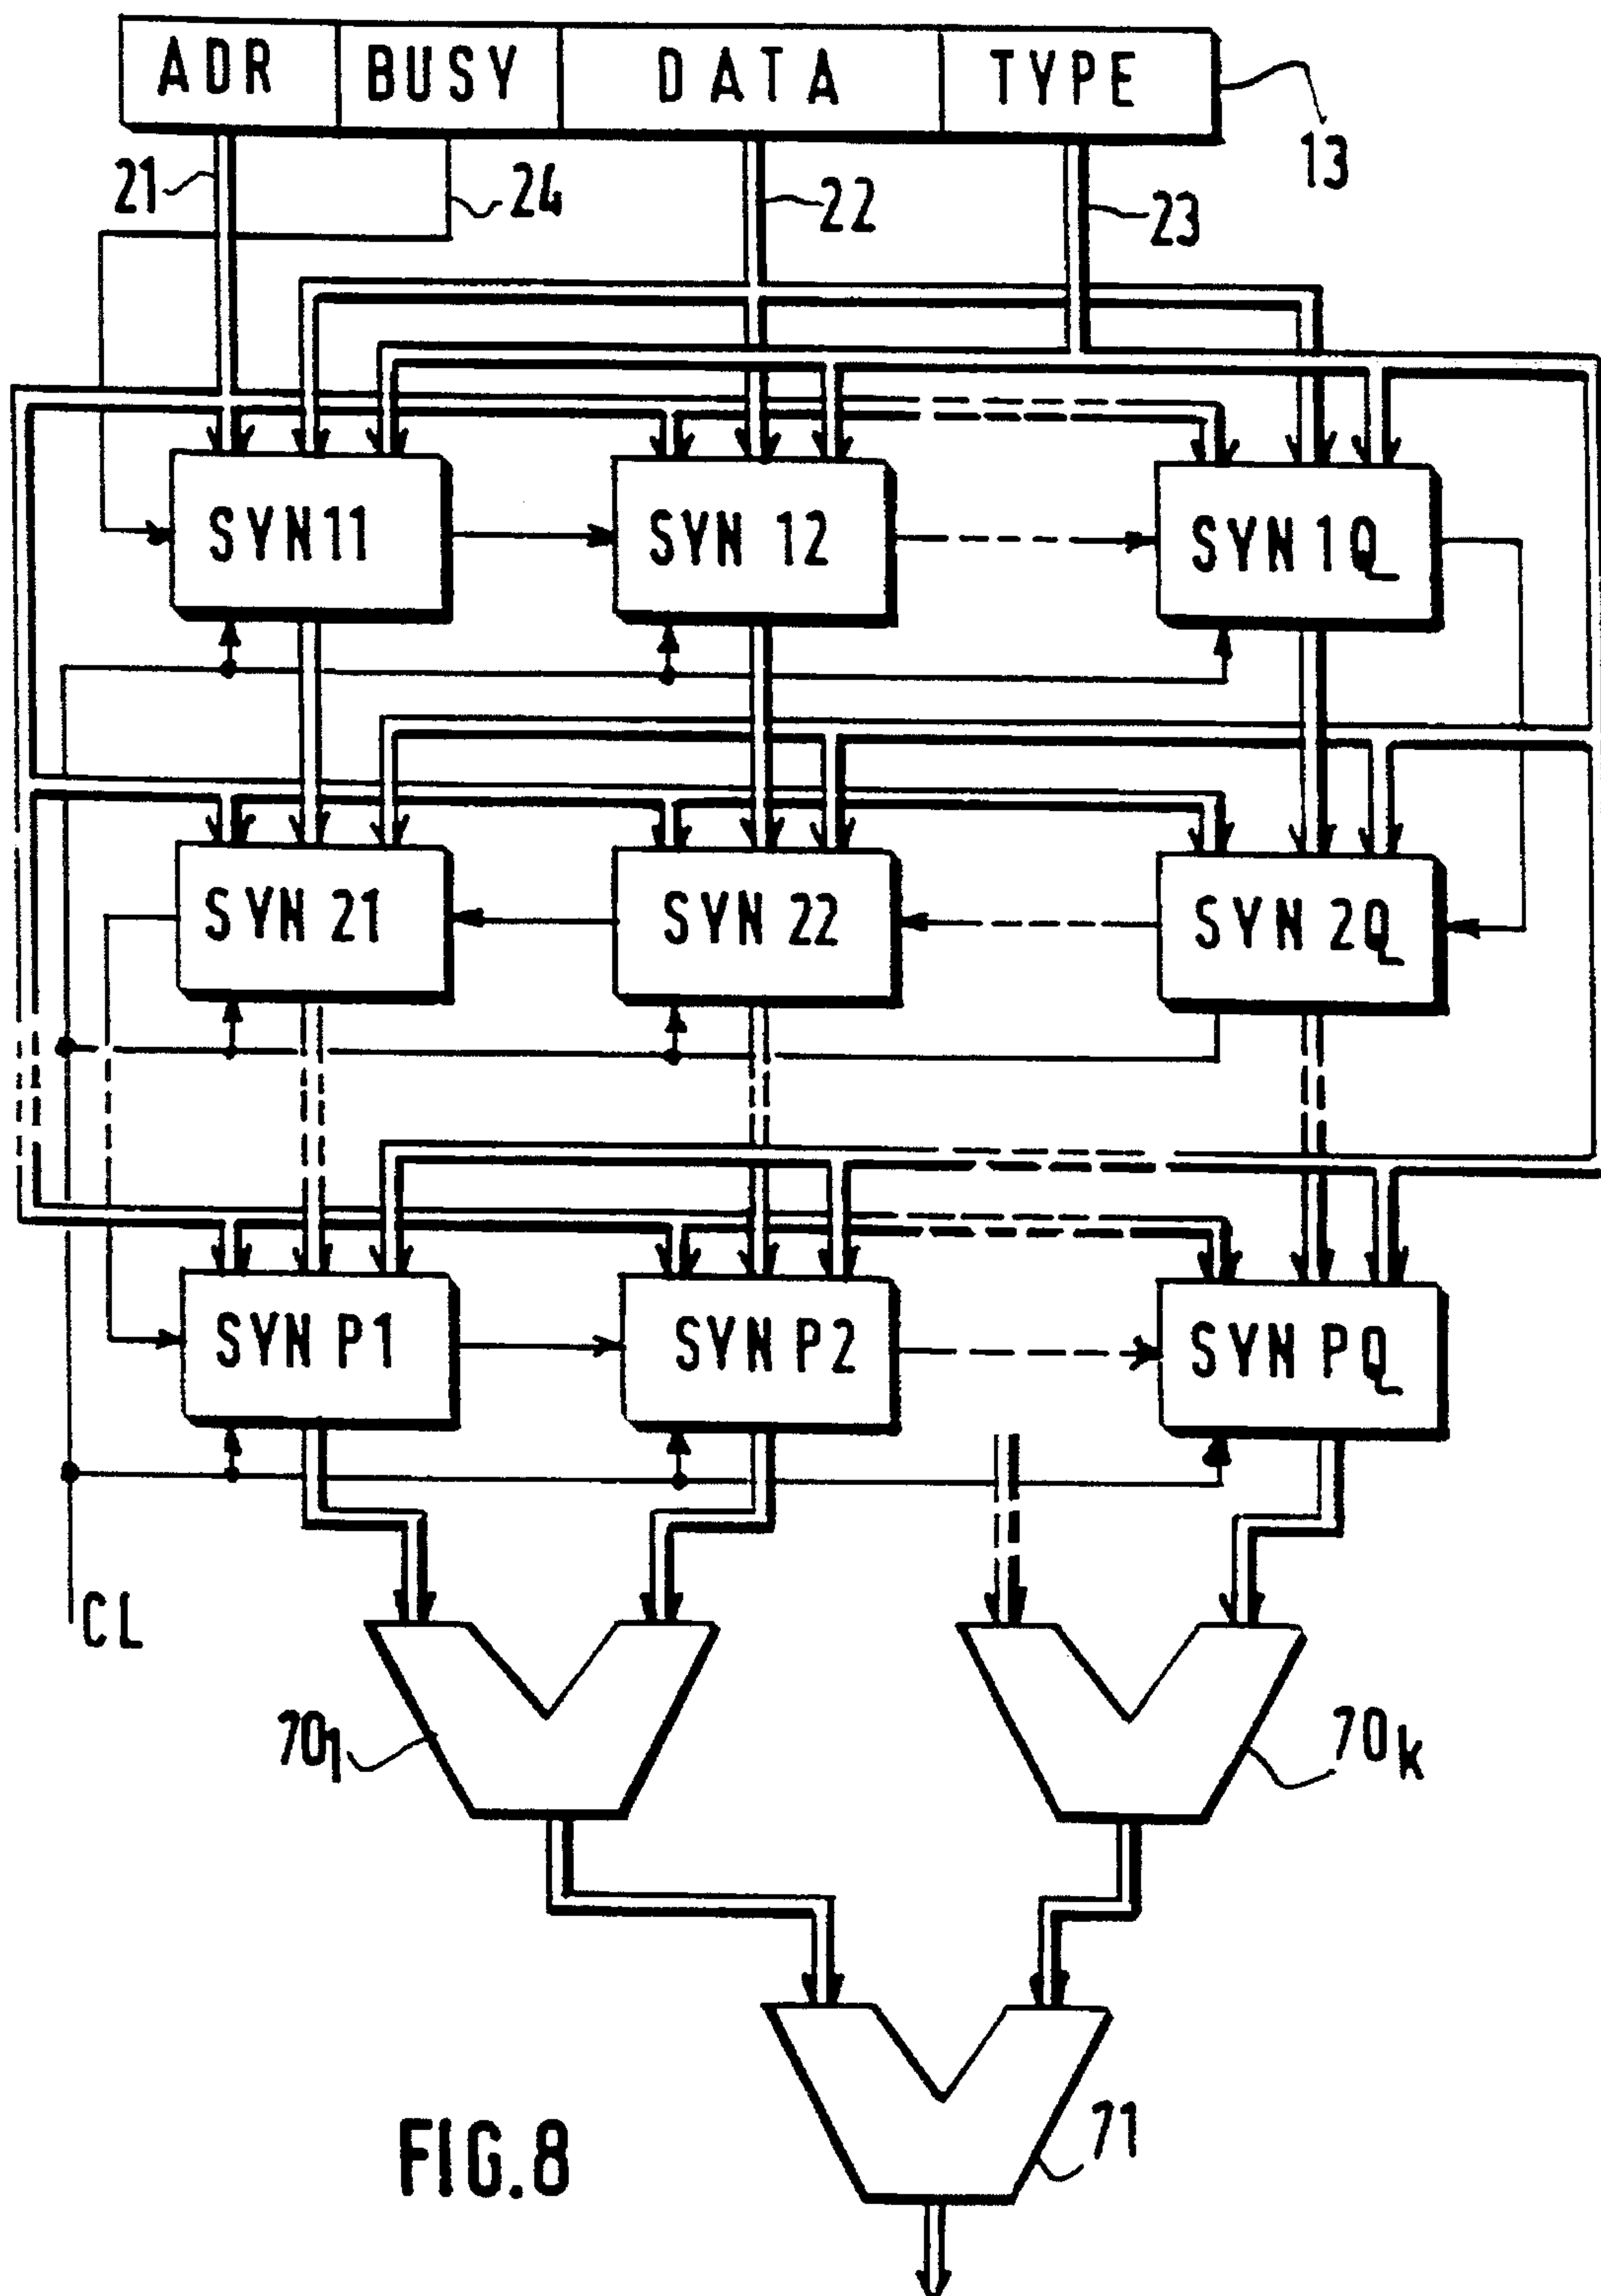 ADR BUSY DATA TYPE
13
21 24 22 23
SYN11 SYN 12 SYN 1Q
SYN 21 SYN 22 SYN 2Q
SYN P1 SYN P2 SYN PQ
CL
70₁ 70k
71
FIG.8